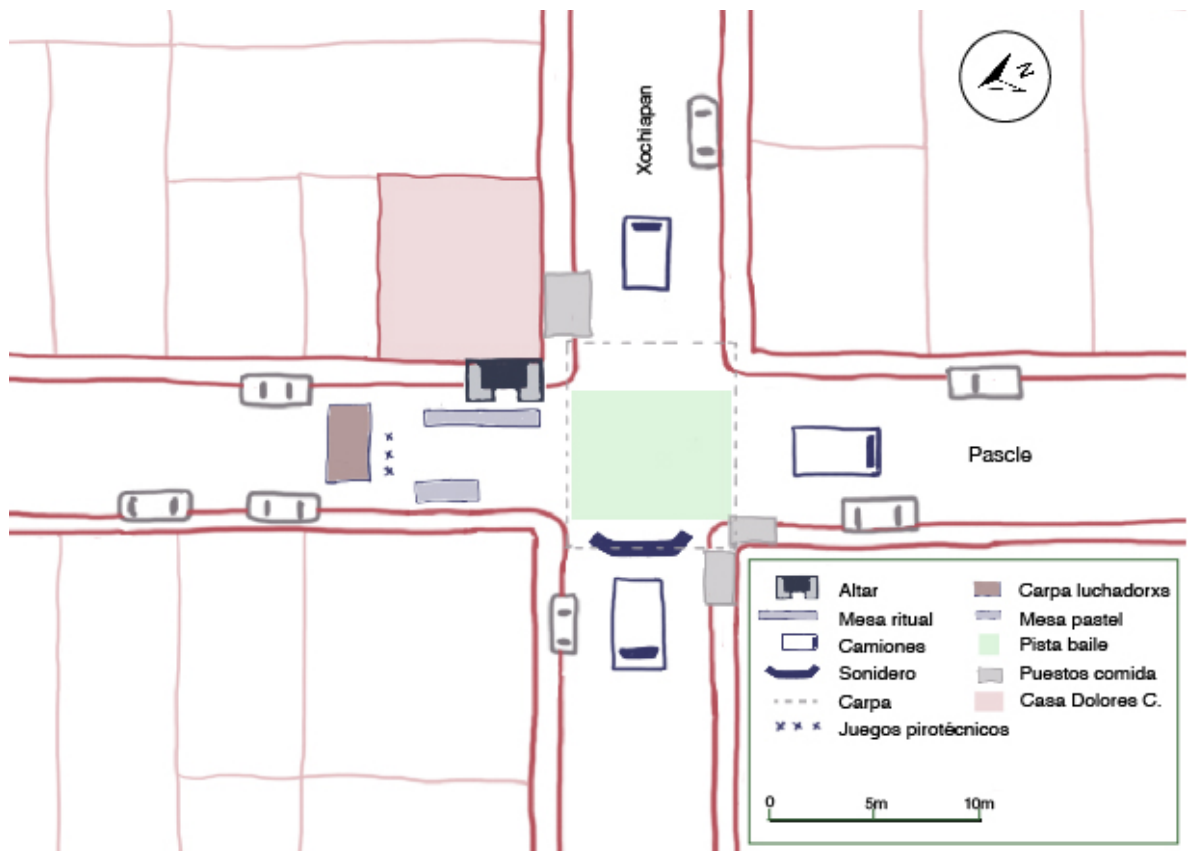 Xochiapan
N
Pascle
Altar
Mesa ritual
Camiones
Sonidero
Carpa
Juegos pirotécnicos
Carpa luchadorxs
Mesa pastel
Pista baile
Puestos comida
Casa Dolores C.
0 5m 10m